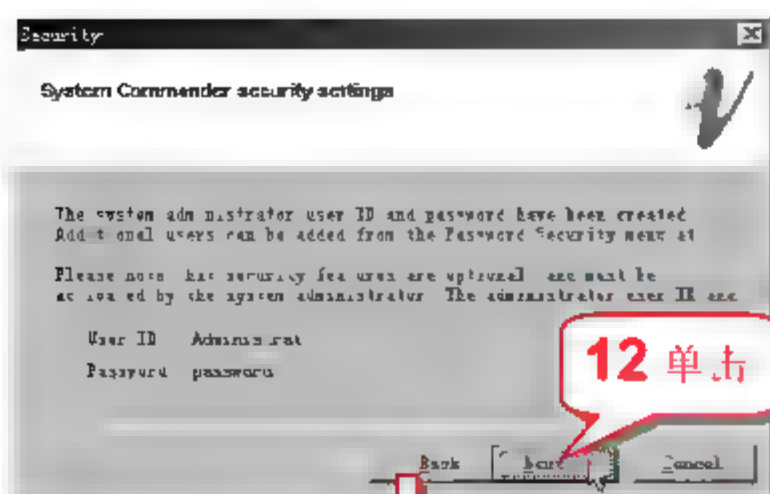 Security
System Commander security settings
The system administrator user ID and password have been created
Additional users can be added from the Password Security menu at
Please note security features are optional and must be
activated by the system administrator The administrator user ID and
User ID Administrat
Password password
12 单击
Back Next Cancel